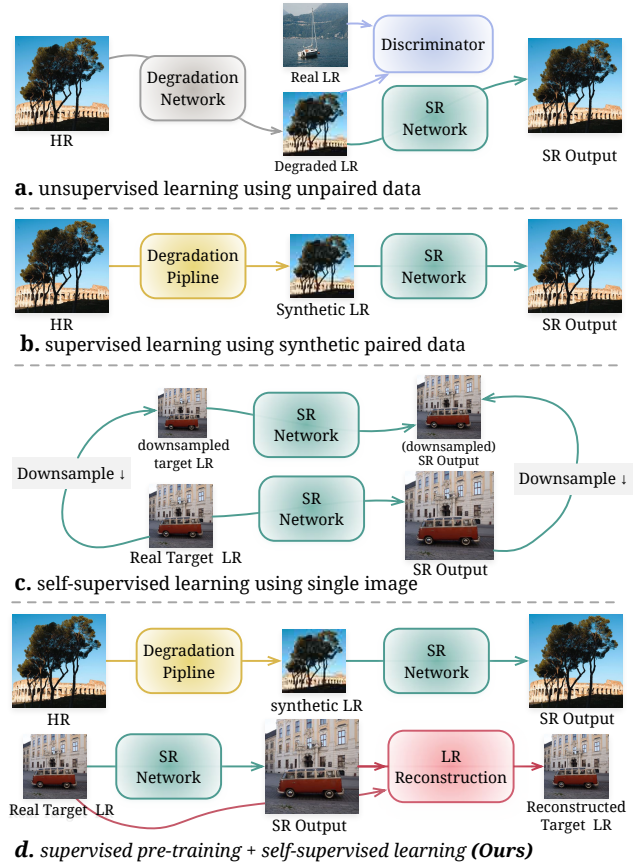 HR
Degradation
Network
Real LR
Degraded LR
Discriminator
SR
Network
SR Output
a. unsupervised learning using unpaired data
HR
Degradation
Pipline
Synthetic LR
SR
Network
SR Output
b. supervised learning using synthetic paired data
downsampled
target LR
SR
Network
(downsampled)
SR Output
Downsample ↓
Downsample ↓
Real Target LR
SR
Network
SR Output
c. self-supervised learning using single image
HR
Degradation
Pipline
synthetic LR
SR
Network
SR Output
Real Target LR
SR
Network
SR Output
LR
Reconstruction
Reconstructed
Target LR
d. supervised pre-training + self-supervised learning (Ours)